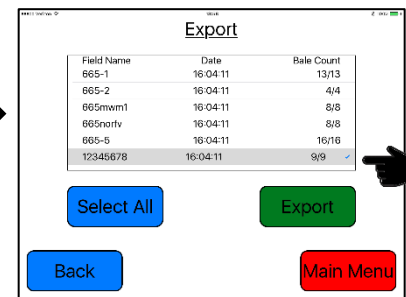 Export
Field Name Date Bale Count
665-1 16:04:11 13/13
665-2 16:04:11 4/4
665mwm1 16:04:11 8/8
665norfv 16:04:11 8/8
665-5 16:04:11 16/16
12345678 16:04:11 9/9 ✓
Select All Export
Back Main Menu